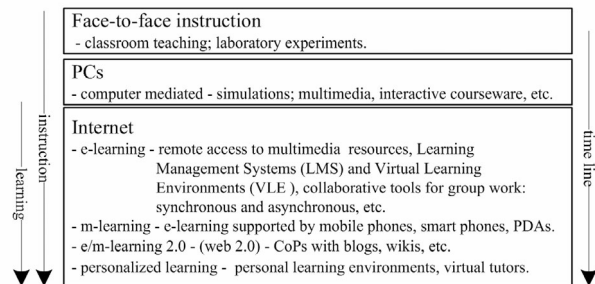 Face-to-face instruction
- classroom teaching; laboratory experiments.
PCs
- computer mediated - simulations; multimedia, interactive courseware, etc.
Internet
- e-learning - remote access to multimedia resources, Learning
Management Systems (LMS) and Virtual Learning
Environments (VLE ), collaborative tools for group work:
synchronous and asynchronous, etc.
- m-learning - e-learning supported by mobile phones, smart phones, PDAs.
- e/m-learning 2.0 - (web 2.0) - CoPs with blogs, wikis, etc.
- personalized learning - personal learning environments, virtual tutors.
learning
instruction
time line